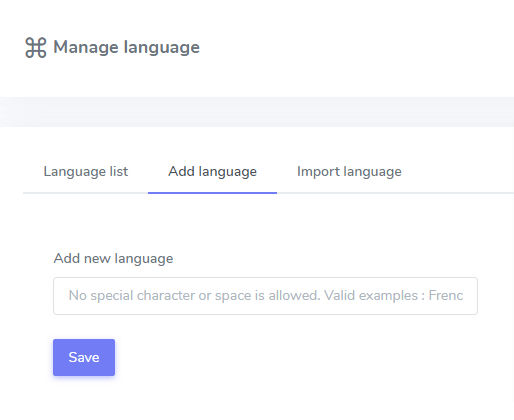 Manage language
Language list Add language Import language
Add new language
No special character or space is allowed. Valid examples : Frenc
Save